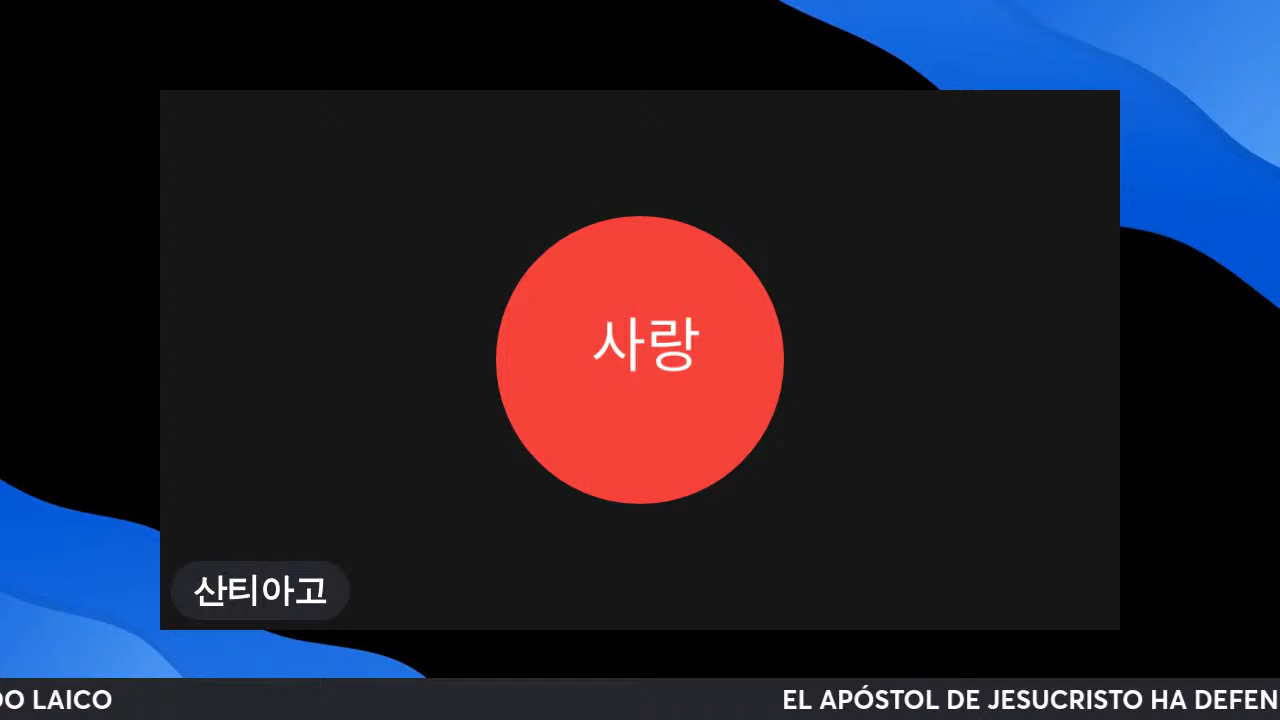 사랑
산티아고
DO LAICO
EL APÓSTOL DE JESUCRISTO HA DEFEN